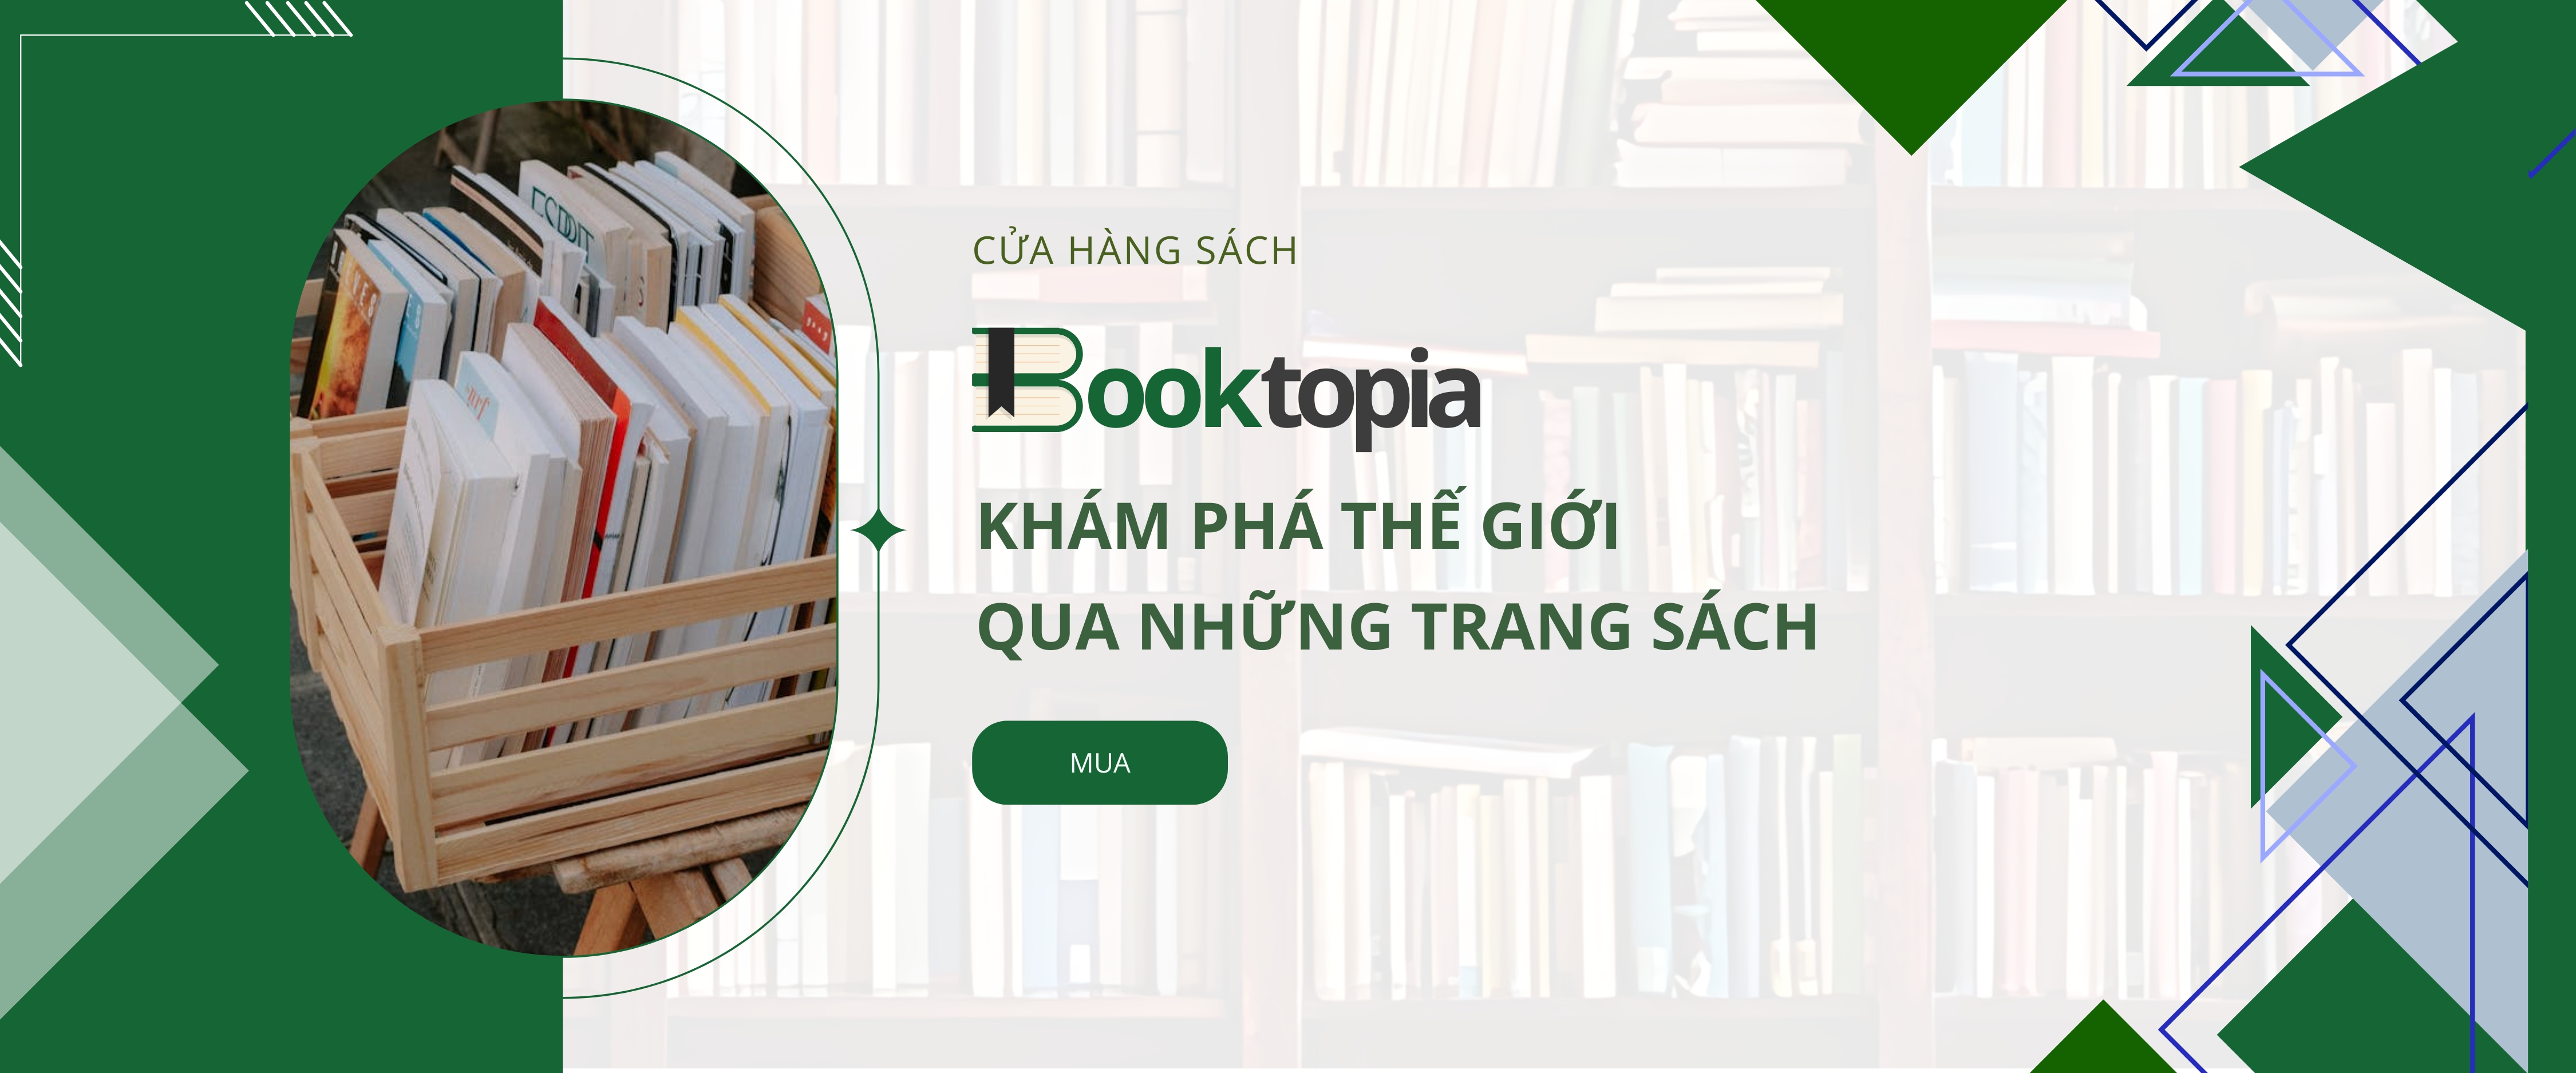 CỬA HÀNG SÁCH
Booktopia
KHÁM PHÁ THẾ GIỚI
QUA NHỮNG TRANG SÁCH
MUA